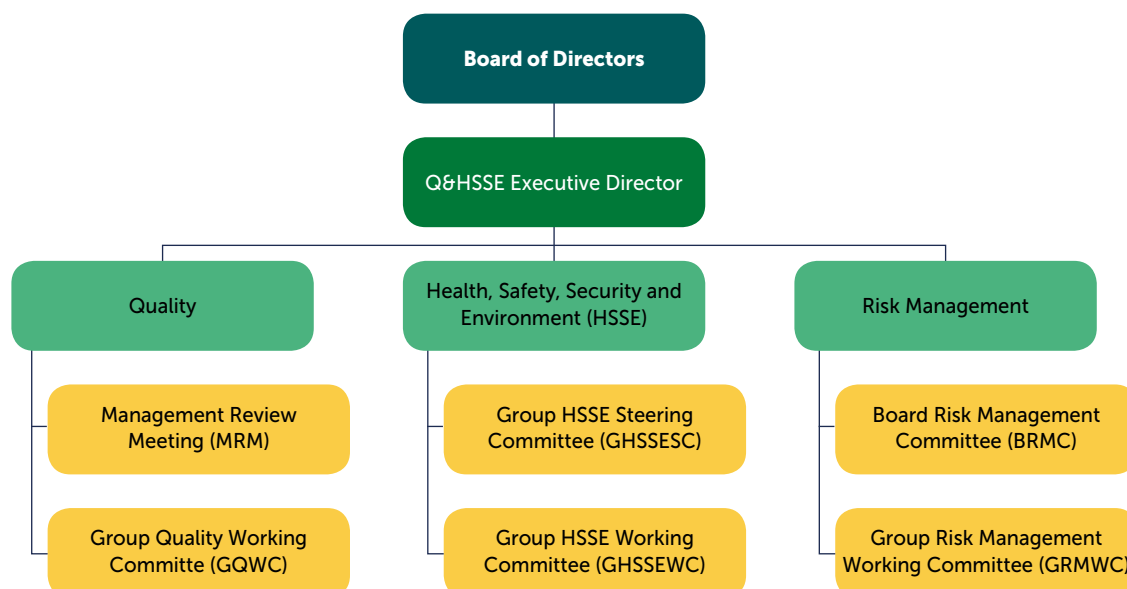 Board of Directors
Q&HSSE Executive Director
Quality
Health, Safety, Security and
Environment (HSSE)
Risk Management
Management Review
Meeting (MRM)
Group HSSE Steering
Committee (GHSSESC)
Board Risk Management
Committee (BRMC)
Group Quality Working
Committe (GQWC)
Group HSSE Working
Committee (GHSSEWC)
Group Risk Management
Working Committee (GRMWC)